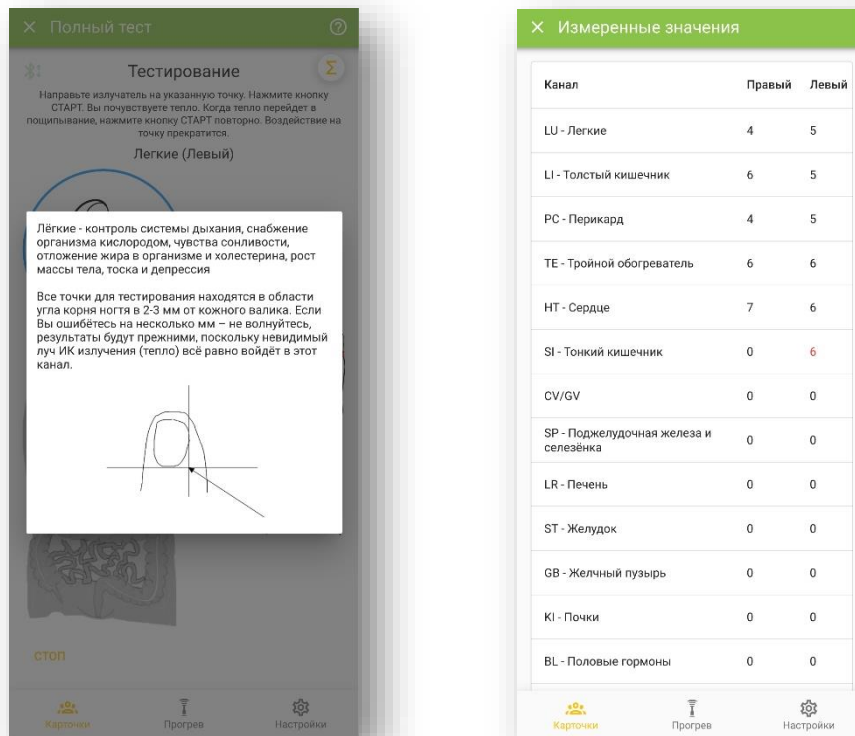 Полный тест
Тестирование
Σ
Направьте излучатель на указанную точку. Нажмите кнопку
СТАРТ. Вы почувствуете тепло. Когда тепло перейдет в
пощипывание, нажмите кнопку СТАРТ повторно. Воздействие на
точку прекратится.
Легкие (Левый)
Лёгкие - контроль системы дыхания, снабжение
организма кислородом, чувства сонливости,
отложение жира в организме и холестерина, рост
массы тела, тоска и депрессия
Все точки для тестирования находятся в области
угла корня ногтя в 2-3 мм от кожного валика. Если
Вы ошибётесь на несколько мм – не волнуйтесь,
результаты будут прежними, поскольку невидимый
луч ИК излучения (тепло) всё равно войдёт в этот
канал.
СТОП
Карточки Прогрев Настройки
Измеренные значения
Канал Правый Левый
LU - Легкие 4 5
LI - Толстый кишечник 6 5
PC - Перикард 4 5
TE - Тройной обогреватель 6 6
HT - Сердце 7 6
SI - Тонкий кишечник 0 6
CV/GV 0 0
SP - Поджелудочная железа и
селезёнка 0 0
LR - Печень 0 0
ST - Желудок 0 0
GB - Желчный пузырь 0 0
KI - Почки 0 0
BL - Половые гормоны 0 0
Карточки Прогрев Настройки